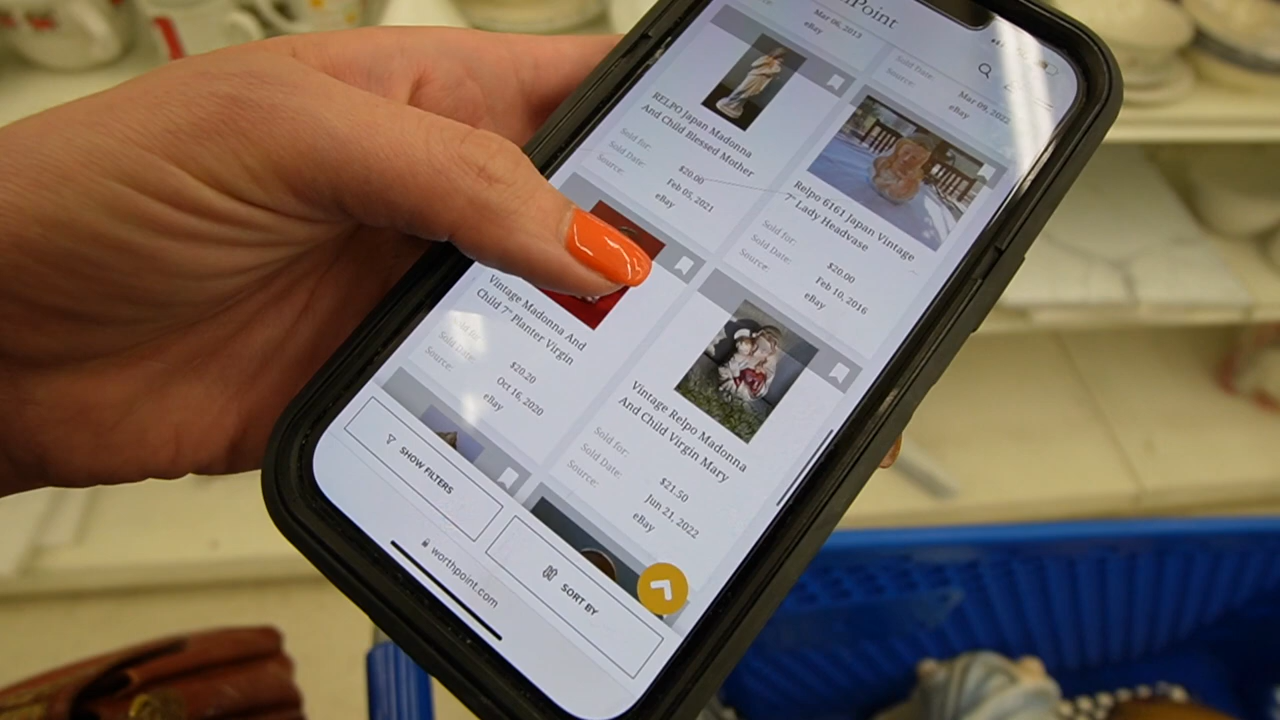 Point
Mar 06, 2013
eBay
RELPO Japan Madonna
And Child Blessed Mother
Sold for:
$20.00
Sold Date:
Feb 05, 2021
Source:
eBay
Sold Date:
Source:
Mar 09, 2022
eBay
Relpo 6161 Japan Vintage
7" Lady Headvase
Sold for:
$20.00
Sold Date:
Feb 10, 2016
Source:
eBay
Vintage Madonna And
Child 7" Planter Virgin
Sold for:
$20.20
Sold Date:
Oct 16, 2020
Source:
eBay
Vintage Relpo Madonna
And Child Virgin Mary
Sold for:
$21.50
Sold Date:
Jun 21, 2022
Source:
eBay
SHOW FILTERS
SORT BY
worthpoint.com